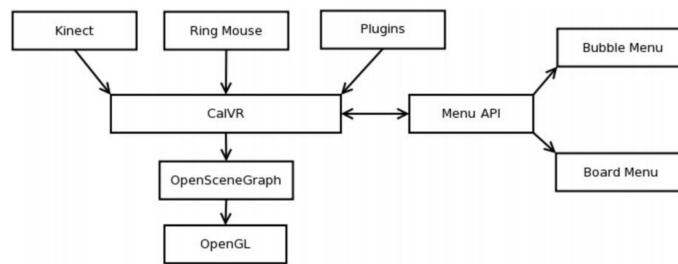 Kinect
Ring Mouse
Plugins
Bubble Menu
CalVR
Menu API
OpenSceneGraph
Board Menu
OpenGL